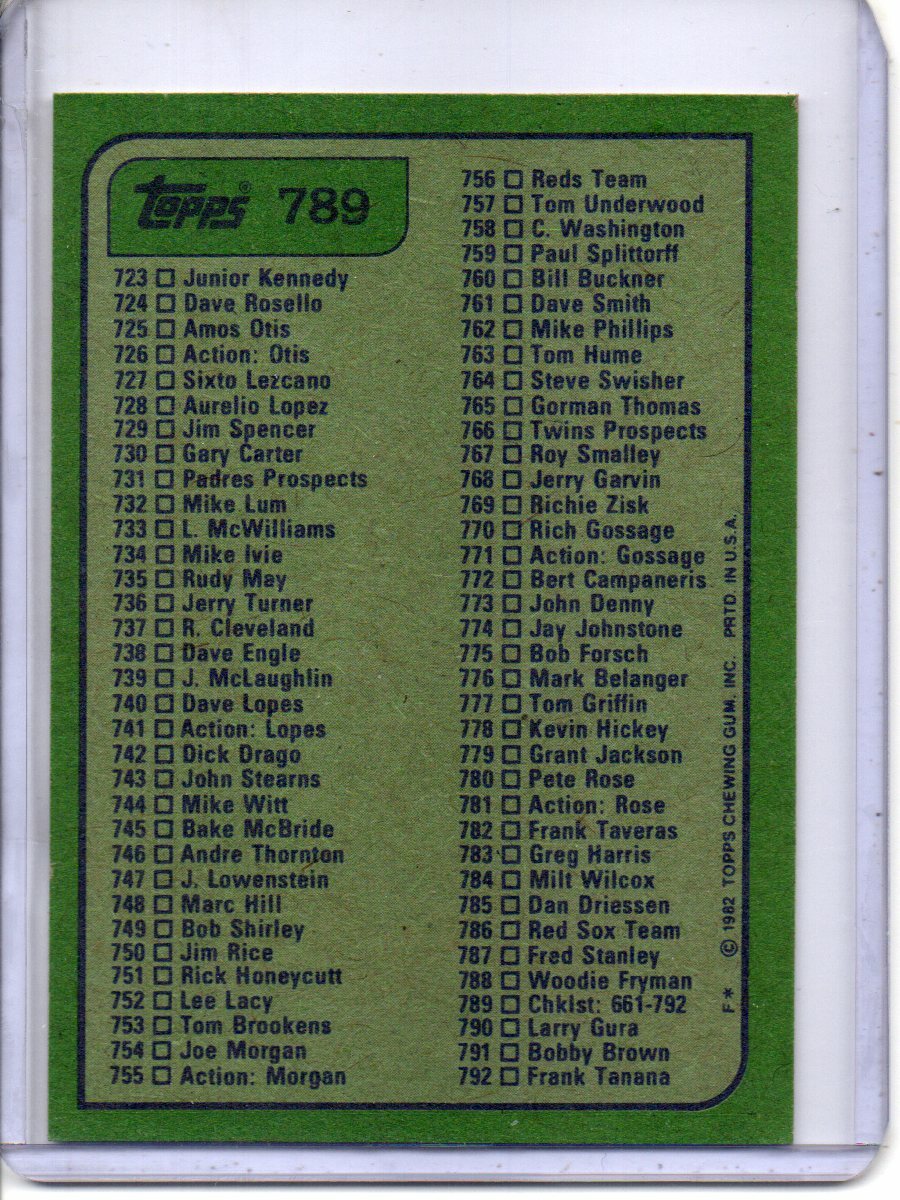 Topps® 789
723 ☐ Junior Kennedy
724 ☐ Dave Rosello
725 ☐ Amos Otis
726 ☐ Action: Otis
727 ☐ Sixto Lezcano
728 ☐ Aurelio Lopez
729 ☐ Jim Spencer
730 ☐ Gary Carter
731 ☐ Padres Prospects
732 ☐ Mike Lum
733 ☐ L. McWilliams
734 ☐ Mike Ivie
735 ☐ Rudy May
736 ☐ Jerry Turner
737 ☐ R. Cleveland
738 ☐ Dave Engle
739 ☐ J. McLaughlin
740 ☐ Dave Lopes
741 ☐ Action: Lopes
742 ☐ Dick Drago
743 ☐ John Stearns
744 ☐ Mike Witt
745 ☐ Bake McBride
746 ☐ Andre Thornton
747 ☐ J. Lowenstein
748 ☐ Marc Hill
749 ☐ Bob Shirley
750 ☐ Jim Rice
751 ☐ Rick Honeycutt
752 ☐ Lee Lacy
753 ☐ Tom Brookens
754 ☐ Joe Morgan
755 ☐ Action: Morgan
756 ☐ Reds Team
757 ☐ Tom Underwood
758 ☐ C. Washington
759 ☐ Paul Splittorff
760 ☐ Bill Buckner
761 ☐ Dave Smith
762 ☐ Mike Phillips
763 ☐ Tom Hume
764 ☐ Steve Swisher
765 ☐ Gorman Thomas
766 ☐ Twins Prospects
767 ☐ Roy Smalley
768 ☐ Jerry Garvin
769 ☐ Richie Zisk
770 ☐ Rich Gossage
771 ☐ Action: Gossage
772 ☐ Bert Campaneris
773 ☐ John Denny
774 ☐ Jay Johnstone
775 ☐ Bob Forsch
776 ☐ Mark Belanger
777 ☐ Tom Griffin
778 ☐ Kevin Hickey
779 ☐ Grant Jackson
780 ☐ Pete Rose
781 ☐ Action: Rose
782 ☐ Frank Taveras
783 ☐ Greg Harris
784 ☐ Milt Wilcox
785 ☐ Dan Driessen
786 ☐ Red Sox Team
787 ☐ Fred Stanley
788 ☐ Woodie Fryman
789 ☐ Chklst: 661-792
790 ☐ Larry Gura
791 ☐ Bobby Brown
792 ☐ Frank Tanana
F* © 1982 TOPPS CHEWING GUM. INC. PRTD. IN U.S.A.